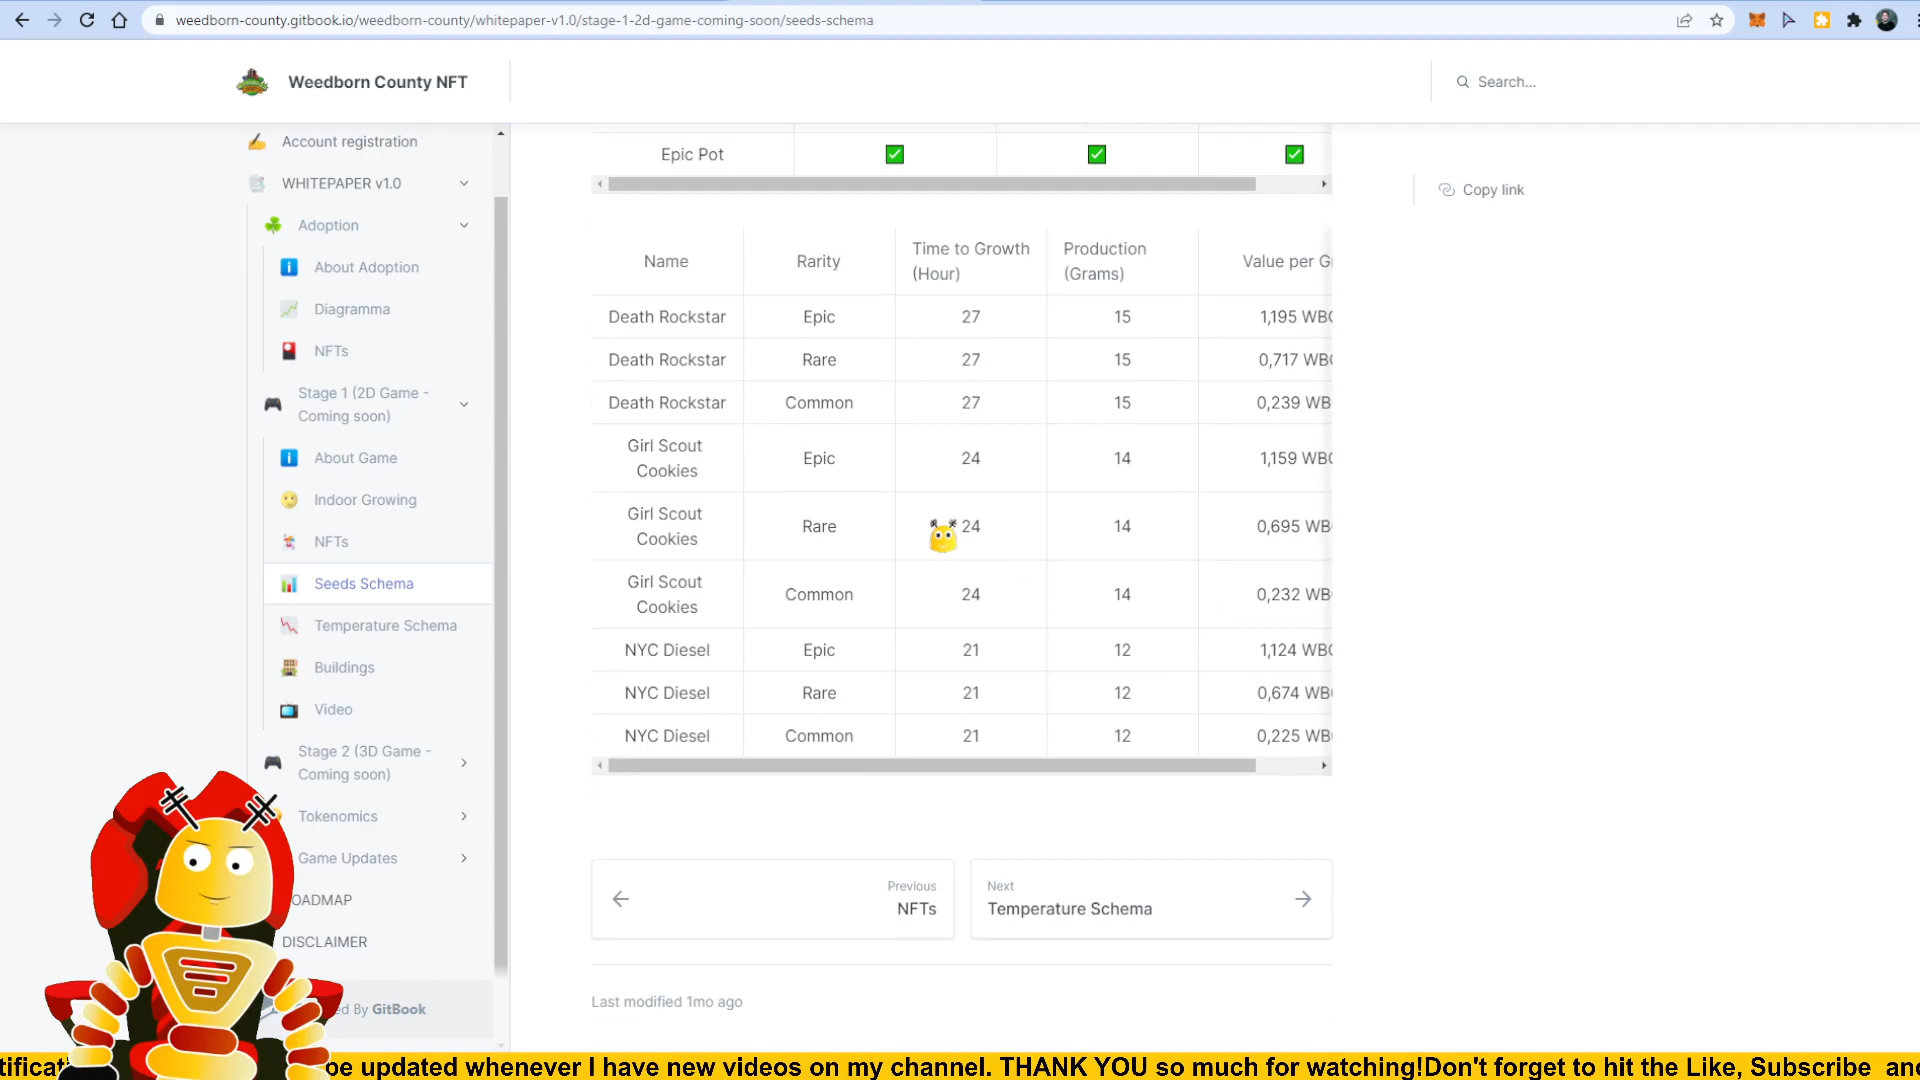 weedborn-county.gitbook.io/weedborn-county/whitepaper-v1.0/stage-1-2d-game-coming-soon/seeds-schema
Weedborn County NFT
Search...
Account registration
WHITEPAPER v1.0
Adoption
About Adoption
Diagramma
NFTs
Stage 1 (2D Game -
Coming soon)
About Game
Indoor Growing
NFTs
Seeds Schema
Temperature Schema
Buildings
Video
Stage 2 (3D Game -
Coming soon)
Tokenomics
Game Updates
OADMAP
DISCLAIMER
ed By GitBook
Epic Pot
Copy link
Name Rarity Time to Growth (Hour) Production (Grams) Value per G
Death Rockstar Epic 27 15 1,195 WB
Death Rockstar Rare 27 15 0,717 WB
Death Rockstar Common 27 15 0,239 WB
Girl Scout Cookies Epic 24 14 1,159 WB
Girl Scout Cookies Rare 24 14 0,695 WB
Girl Scout Cookies Common 24 14 0,232 WB
NYC Diesel Epic 21 12 1,124 WB
NYC Diesel Rare 21 12 0,674 WB
NYC Diesel Common 21 12 0,225 WB
Previous
NFTs
Next
Temperature Schema
Last modified 1mo ago
tificati be updated whenever I have new videos on my channel. THANK YOU so much for watching!Don't forget to hit the Like, Subscribe and